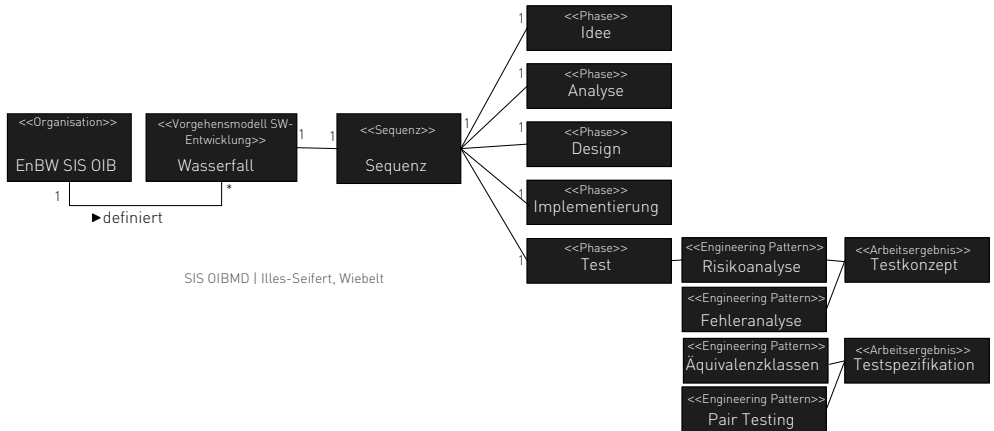 <<Organisation>>
EnBW SIS OIB
<<Vorgehensmodell SW-
Entwicklung>>
Wasserfall
<<Sequenz>>
Sequenz
<<Phase>>
Idee
<<Phase>>
Analyse
<<Phase>>
Design
<<Phase>>
Implementierung
<<Phase>>
Test
<<Engineering Pattern>>
Risikoanalyse
<<Engineering Pattern>>
Fehleranalyse
<<Engineering Pattern>>
Äquivalenzklassen
<<Engineering Pattern>>
Pair Testing
<<Arbeitsergebnis>>
Testkonzept
<<Arbeitsergebnis>>
Testspezifikation
1
*
►definiert
1
1
1
1
1
1
1
1
SIS OIBMD | Illes-Seifert, Wiebelt